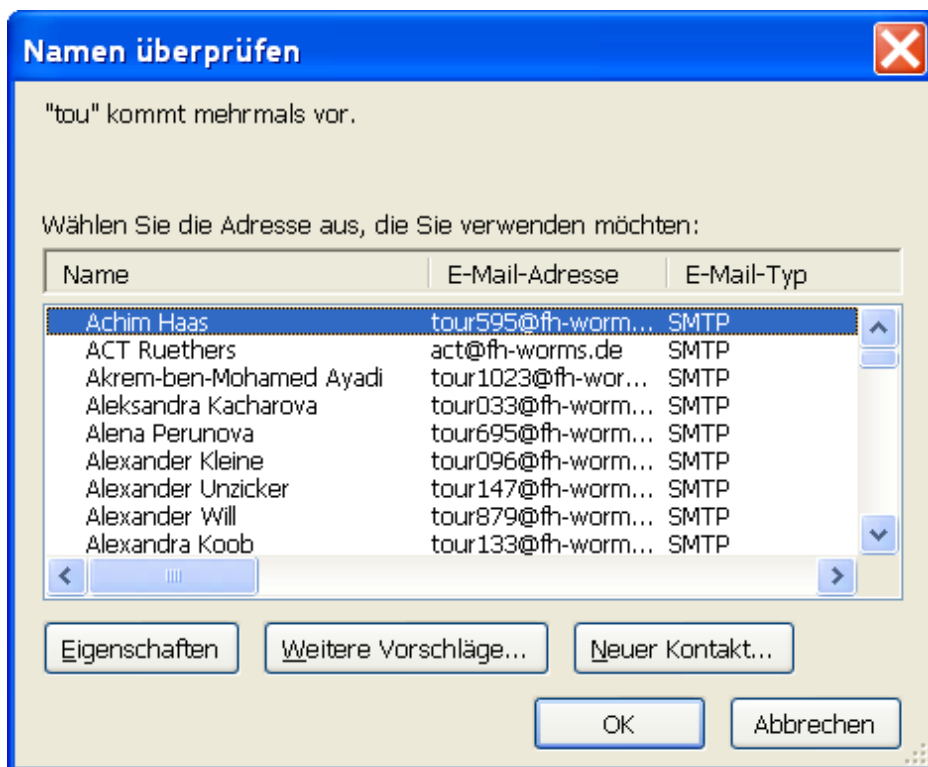 Namen überprüfen
"tou" kommt mehrmals vor.
Wählen Sie die Adresse aus, die Sie verwenden möchten:
Name E-Mail-Adresse E-Mail-Typ
Achim Haas tour595@fh-worm... SMTP
ACT Ruethers act@fh-worms.de SMTP
Akrem-ben-Mohamed Ayadi tour1023@fh-wor... SMTP
Aleksandra Kacharova tour033@fh-worm... SMTP
Alena Perunova tour695@fh-worm... SMTP
Alexander Kleine tour096@fh-worm... SMTP
Alexander Unzicker tour147@fh-worm... SMTP
Alexander Will tour879@fh-worm... SMTP
Alexandra Koob tour133@fh-worm... SMTP
Eigenschaften Weitere Vorschläge... Neuer Kontakt...
OK Abbrechen